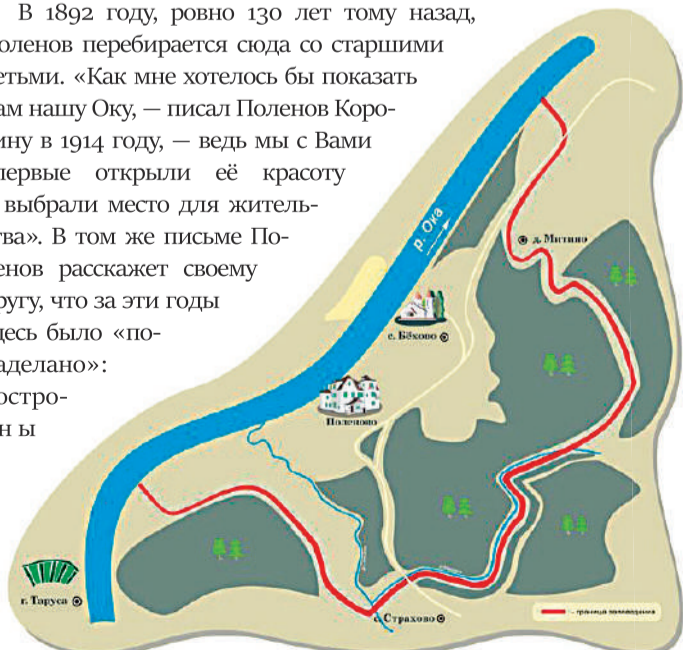 В 1892 году, ровно 130 лет тому назад,
оленов перебирается сюда со старшими
етьми. «Как мне хотелось бы показать
ам нашу Оку, — писал Поленов Коро-
ину в 1914 году, — ведь мы с Вами
первые открыли её красоту
выбрали место для житель-
тва». В том же письме По-
енов расскажет своему
ругу, что за эти годы
десь было «по-
аделано»:
остро-
н ы
р. Ока
д. Митино
с. Бёхово
Поленово
г. Таруса
с. Страхово
- граница заповедника